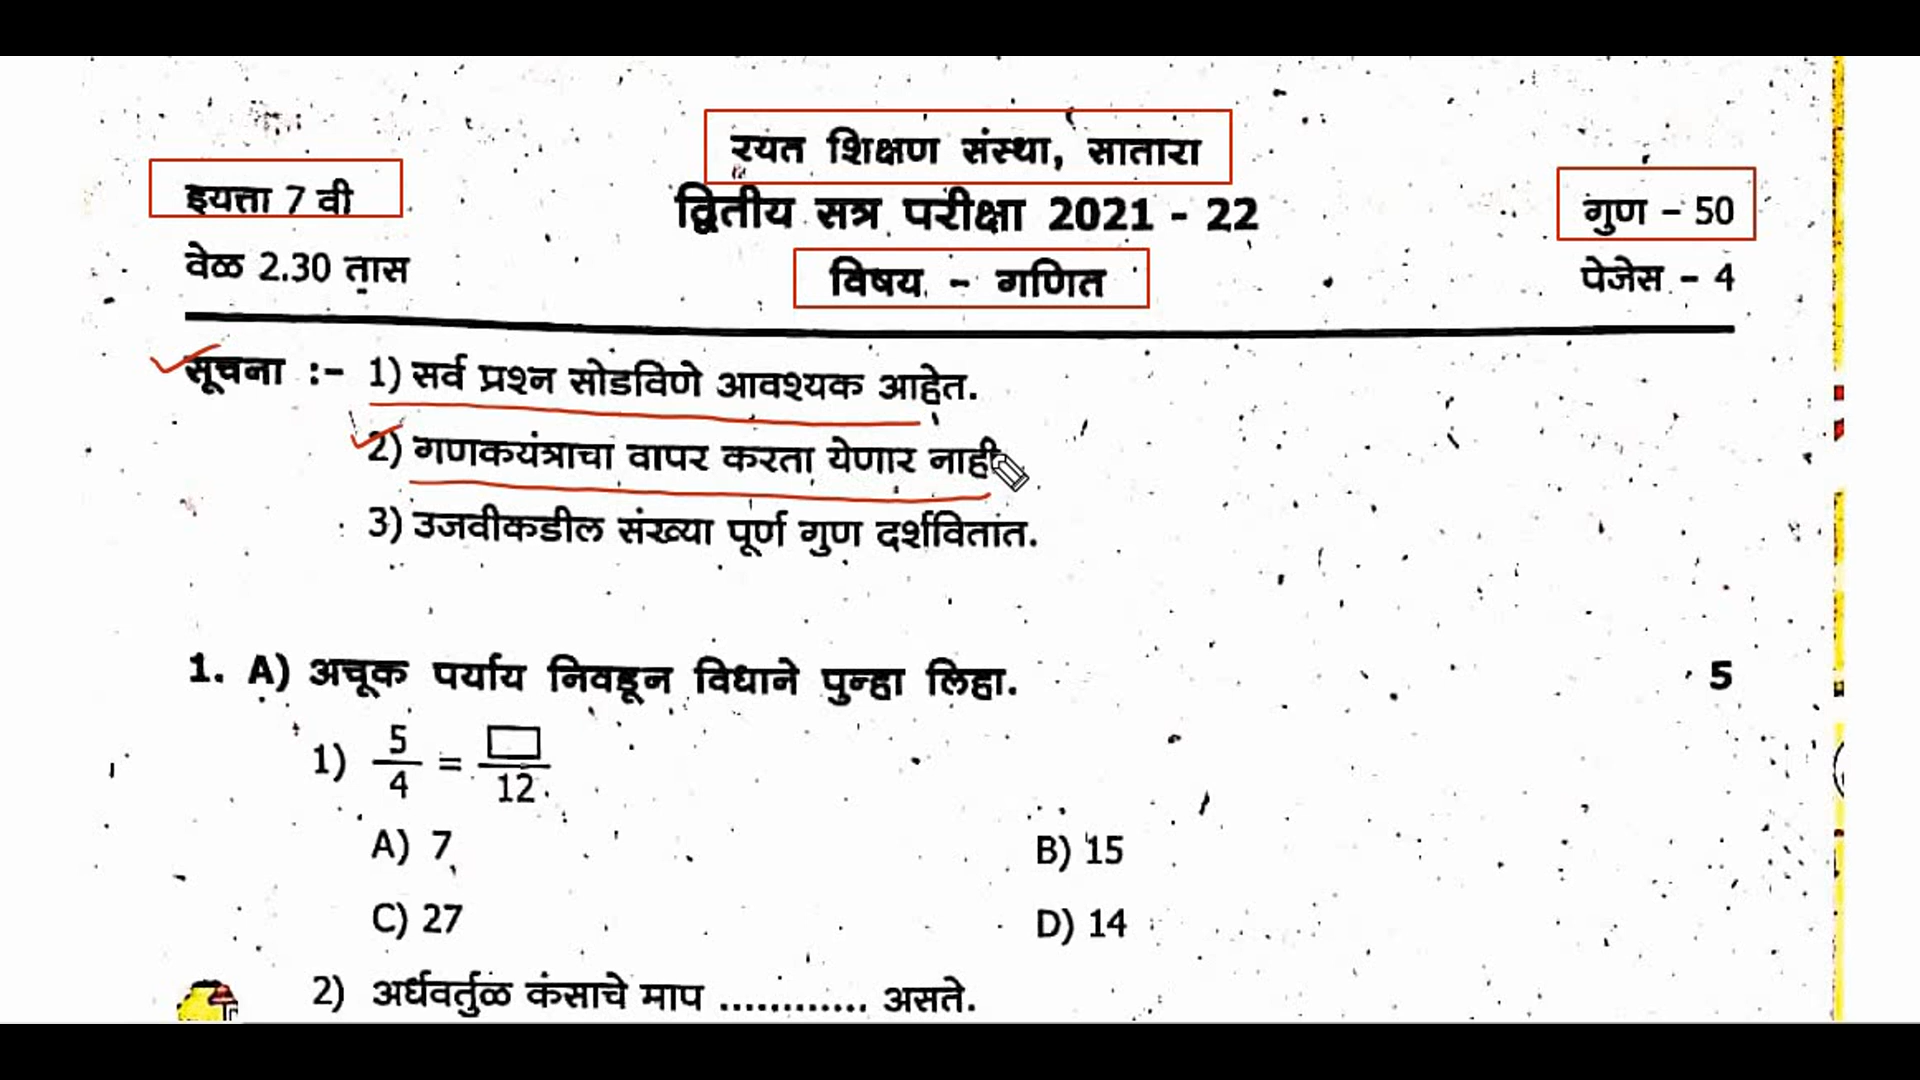 रयत शिक्षण संस्था, सातारा
इयत्ता 7 वी
द्वितीय सत्र परीक्षा 2021 - 22
गुण – 50
वेळ 2.30 तास
विषय - गणित
पेजेस - 4
सूचना :- 1) सर्व प्रश्न सोडविणे आवश्यक आहेत.
2) गणकयंत्राचा वापर करता येणार नाही
3) उजवीकडील संख्या पूर्ण गुण दर्शवितात.
1. A) अचूक पर्याय निवडून विधाने पुन्हा लिहा. 5
1) 5/4 = □/12
A) 7 B) 15
C) 27 D) 14
2) अर्धवर्तुळ कंसाचे माप ............ असते.